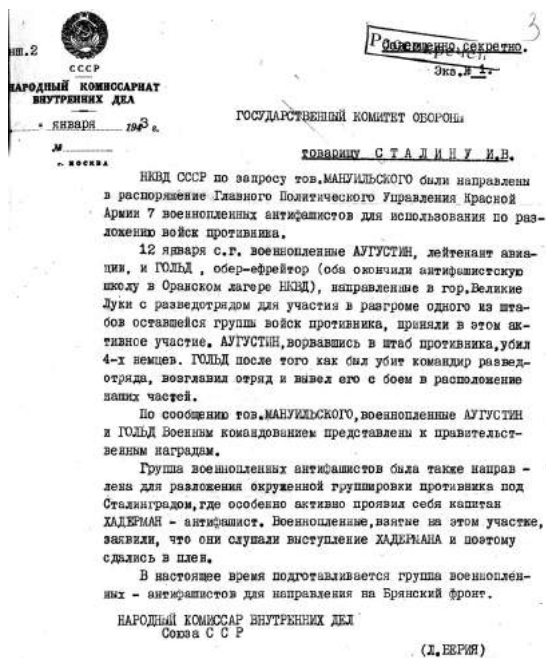 3
Рассекречено
Совершенно секретно.
Экз.№ 1.
СССР
НАРОДНЫЙ КОМИССАРИАТ
ВНУТРЕННИХ ДЕЛ
января 1943 г.
№
г. МОСКВА
ГОСУДАРСТВЕННЫЙ КОМИТЕТ ОБОРОНЫ
товарищу С Т А Л И Н У И.В.
НКВД СССР по запросу тов.МАНУИЛЬСКОГО были направлены
в распоряжение Главного Политического Управления Красной
Армии 7 военнопленных антифашистов для использования по раз-
ложению войск противника.
12 января с.г. военнопленные АУГУСТИН, лейтенант авиа-
ции, и ГОЛЬД , обер-ефрейтор (оба окончили антифашистскую
школу в Оранском лагере НКВД), направленные в гор.Великие
Луки с разведотрядом для участия в разгроме одного из шта-
бов оставшейся группы войск противника, приняли в этом ак-
тивное участие. АУГУСТИН,ворвавшись в штаб противника,убил
4-х немцев. ГОЛЬД после того как был убит командир развед-
отряда, возглавил отряд и вывел его с боем в расположение
наших частей.
По сообщению тов.МАНУИЛЬСКОГО,военнопленные АУГУСТИН
и ГОЛЬД Военным командованием представлены к правительст-
венным наградам.
Группа военнопленных антифашистов была также направ -
лена для разложения окруженной группировки противника под
Сталинградом,где особенно активно проявил себя капитан
ХАДЕРМАН - антифашист. Военнопленные,взятые на этом участке,
заявили, что они слушали выступление ХАДЕРМАНА и поэтому
сдались в плен.
В настоящее время подготавливается группа военноплен-
ных - антифашистов для направления на Брянский фронт.
НАРОДНЫЙ КОМИССАР ВНУТРЕННИХ ДЕЛ
Союза С С Р
(Л.БЕРИЯ)